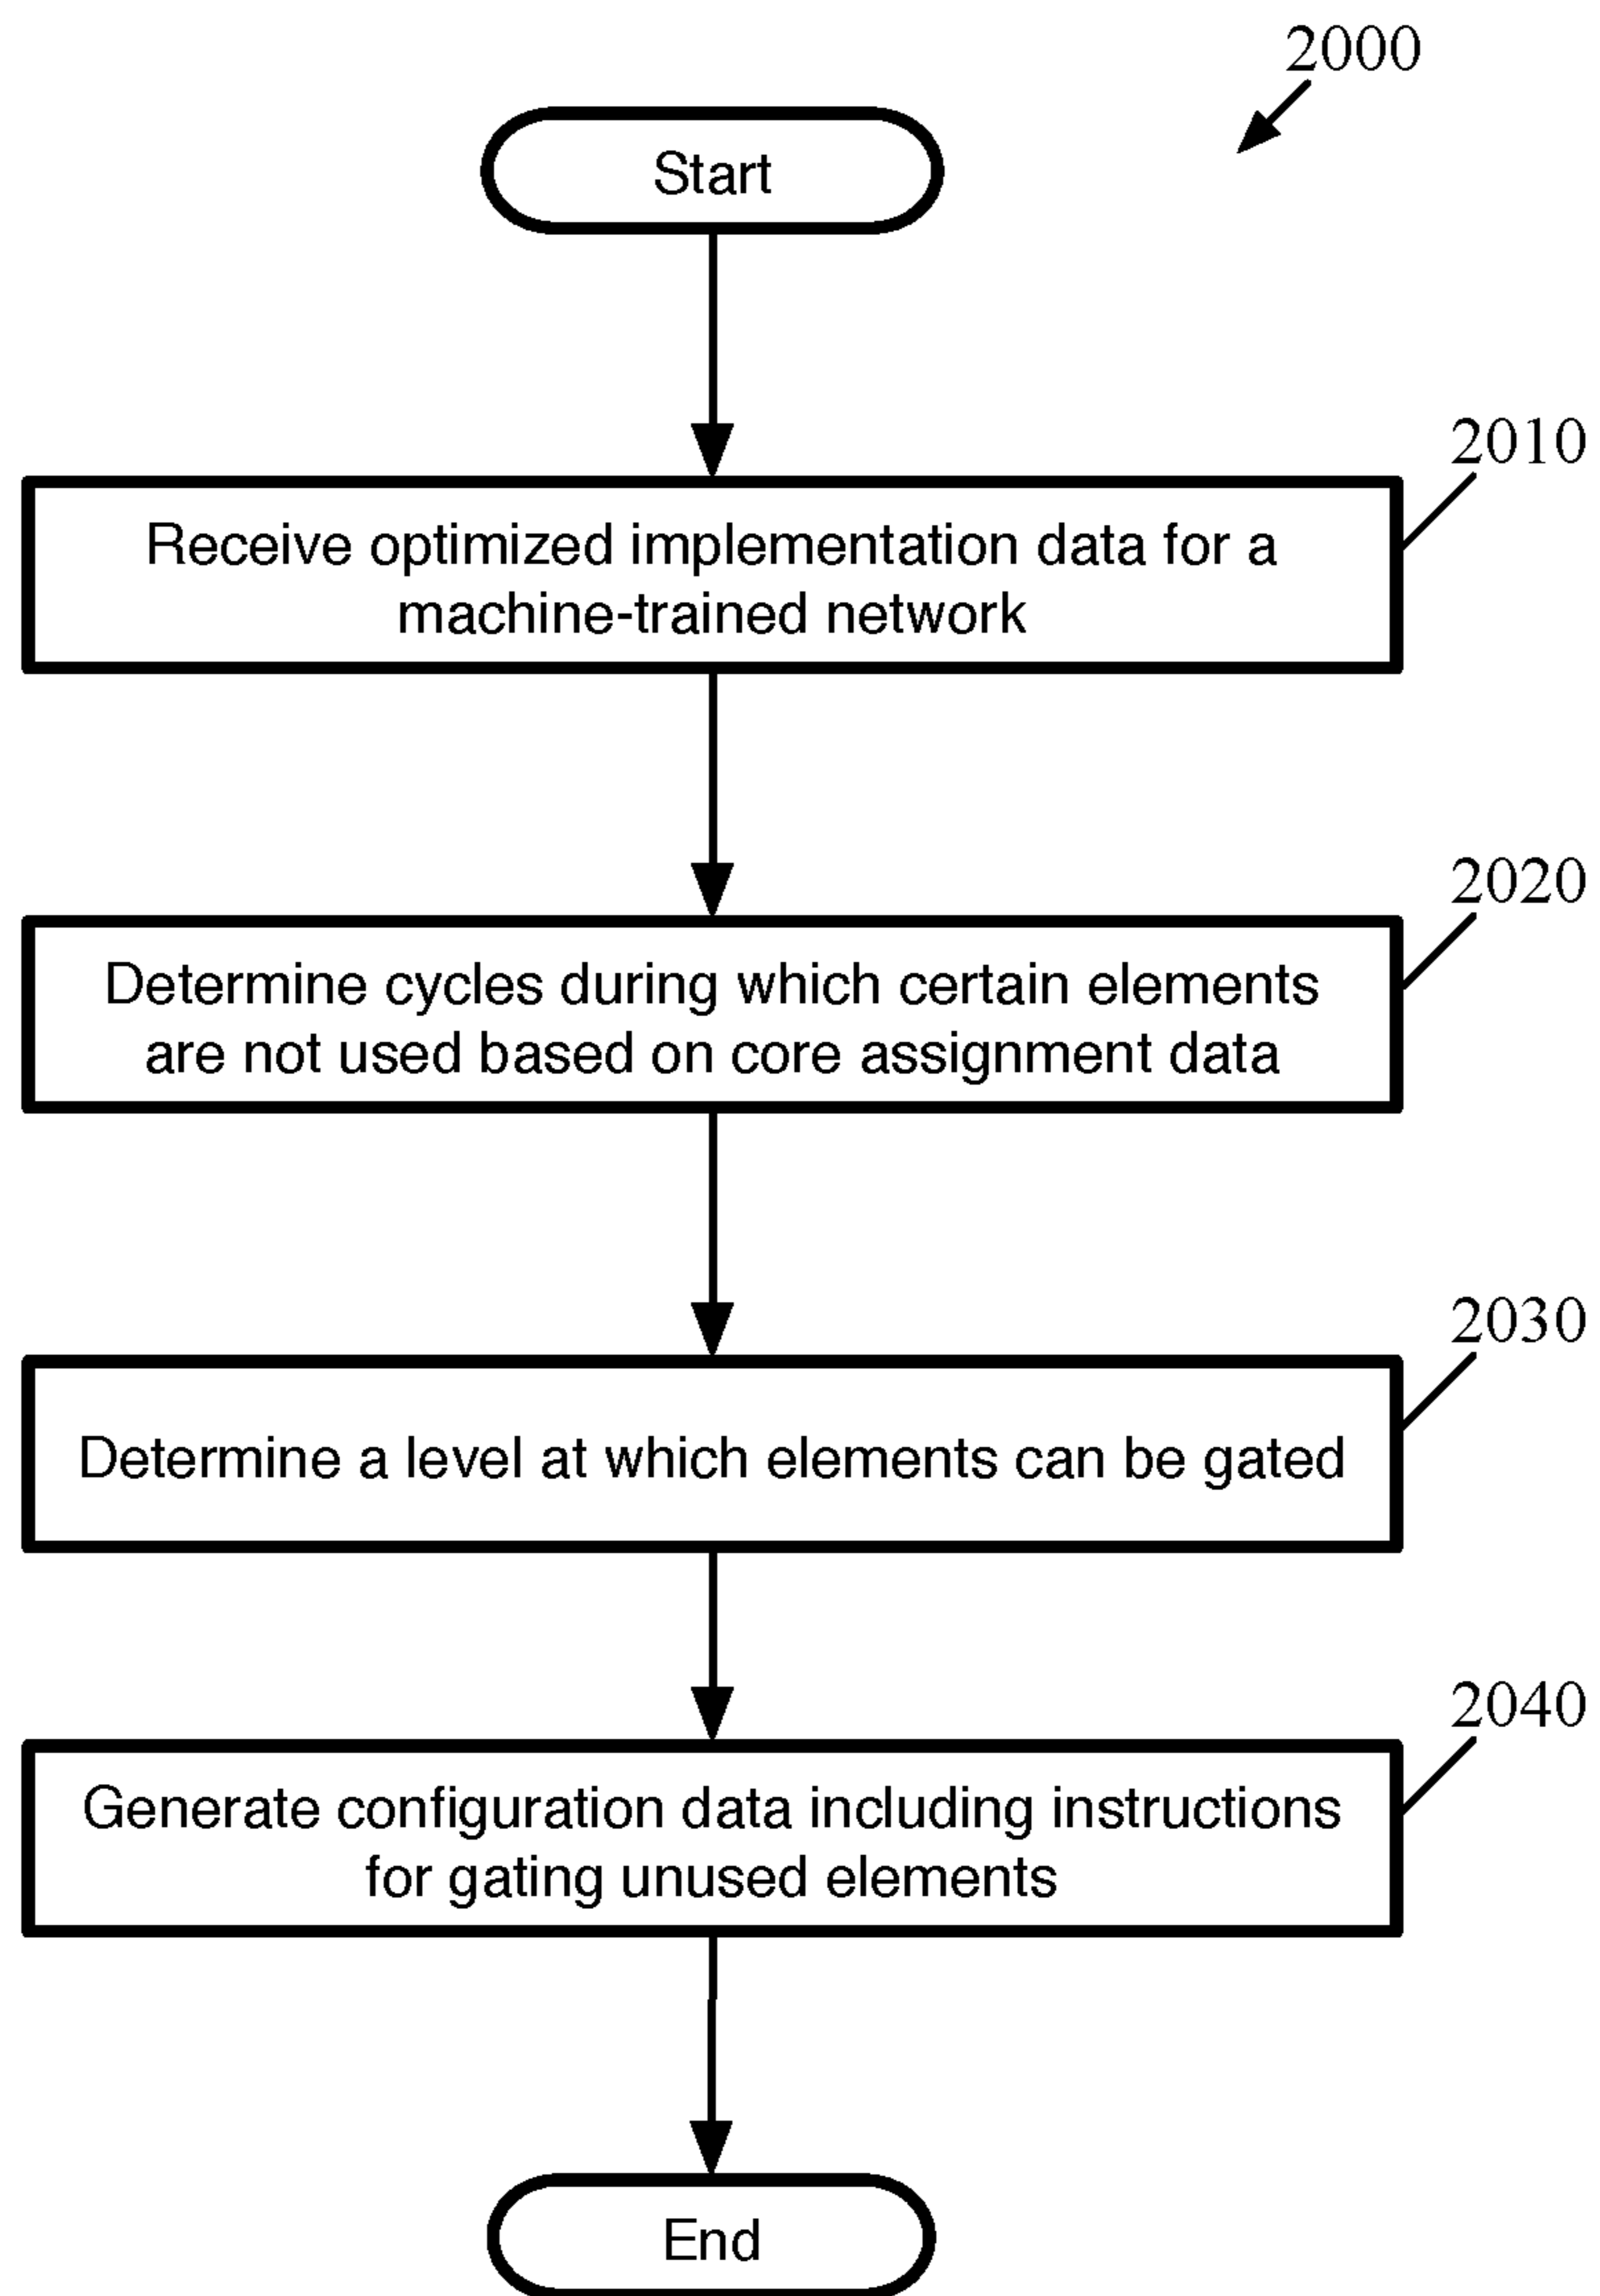 2000
Start
2010
Receive optimized implementation data for a
machine-trained network
2020
Determine cycles during which certain elements
are not used based on core assignment data
2030
Determine a level at which elements can be gated
2040
Generate configuration data including instructions
for gating unused elements
End